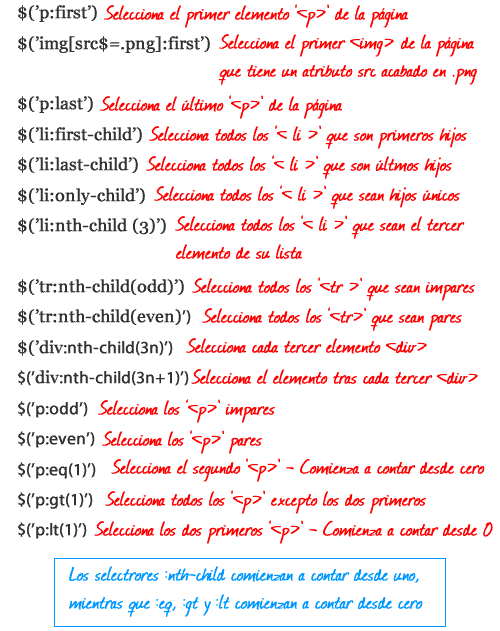 $('p:first') Selecciona el primer elemento '<p>' de la página
$('img[src$=.png]:first') Selecciona el primer <img> de la página
que tiene un atributo src acabado en .png
$('p:last') Selecciona el último '<p>' de la página
$('li:first-child') Selecciona todos los '< li >' que son primeros hijos
$('li:last-child') Selecciona todos los '< li >' que son últmos hijos
$('li:only-child') Selecciona todos los '< li >' que sean hijos únicos
$('li:nth-child (3)') Selecciona todos los '< li >' que sean el tercer
elemento de su lista
$('tr:nth-child(odd)') Selecciona todos los '<tr >' que sean impares
$('tr:nth-child(even)') Selecciona todos los '<tr>' que sean pares
$('div:nth-child(3n)') Selecciona cada tercer elemento <div>
$('div:nth-child(3n+1)') Selecciona el elemento tras cada tercer <div>
$('p:odd') Selecciona los '<p>' impares
$('p:even') Selecciona los '<p>' pares
$('p:eq(1)') Selecciona el segundo '<p>' - Comienza a contar desde cero
$('p:gt(1)') Selecciona todos los '<p>' excepto los dos primeros
$('p:lt(1)') Selecciona los dos primeros '<p>' - Comienza a contar desde 0
Los selectrores :nth-child comienzan a contar desde uno,
mientras que :eq, :gt y :lt comienzan a contar desde cero